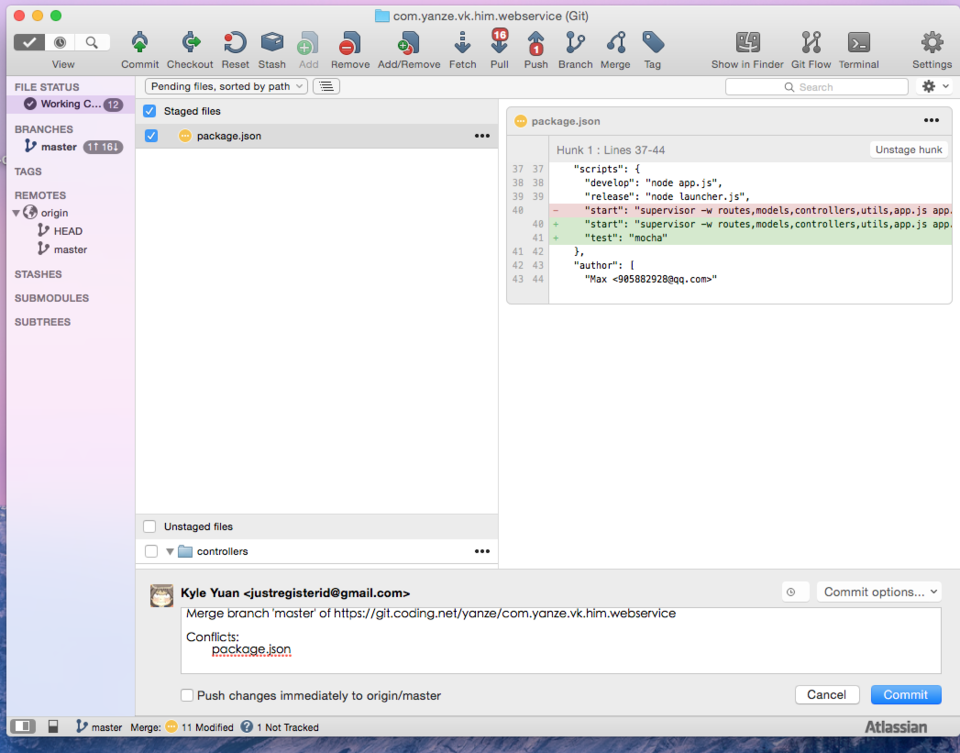 com.yanze.vk.him.webservice (Git)
View Commit Checkout Reset Stash Add Remove Add/Remove Fetch 16 Pull 1 Push Branch Merge Tag Show in Finder Git Flow Terminal Settings
Pending files, sorted by path
Search
FILE STATUS
Working C... 12
BRANCHES
master 1↑ 16↓
TAGS
REMOTES
origin
HEAD
master
STASHES
SUBMODULES
SUBTREES
Staged files
package.json •••
Unstaged files
controllers •••
package.json •••
Hunk 1 : Lines 37-44 Unstage hunk
37 37 "scripts": {
38 38 "develop": "node app.js",
39 39 "release": "node launcher.js",
40 - "start": "supervisor -w routes,models,controllers,utils,app.js app.
40 + "start": "supervisor -w routes,models,controllers,utils,app.js app.
41 + "test": "mocha"
41 42 },
42 43 "author": [
43 44 "Max <905882928@qq.com>"
Kyle Yuan <justregisterid@gmail.com>
Commit options...
Merge branch 'master' of https://git.coding.net/yanze/com.yanze.vk.him.webservice
Conflicts:
package.json
Push changes immediately to origin/master
Cancel Commit
master Merge: 11 Modified ? 1 Not Tracked
Atlassian